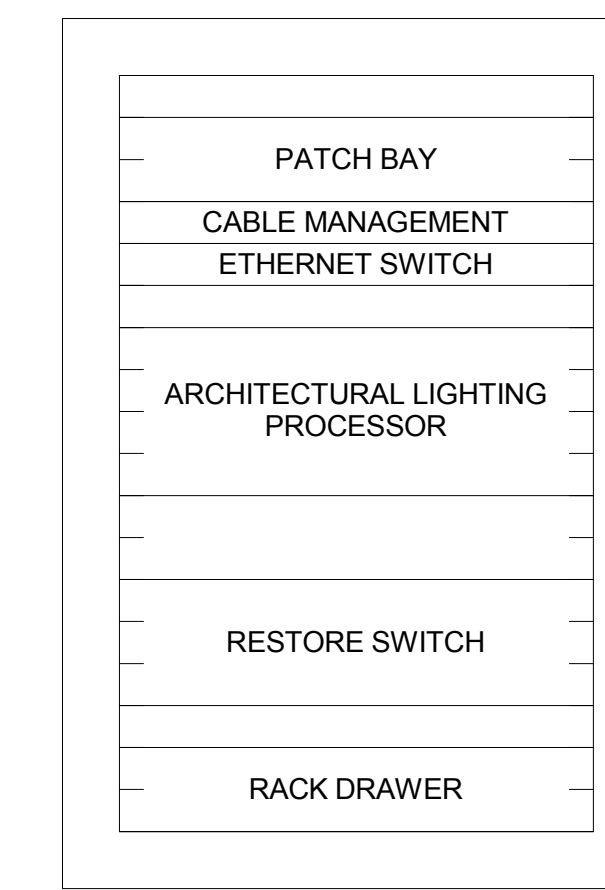 PATCH BAY
CABLE MANAGEMENT
ETHERNET SWITCH
ARCHITECTURAL LIGHTING
PROCESSOR
RESTORE SWITCH
RACK DRAWER